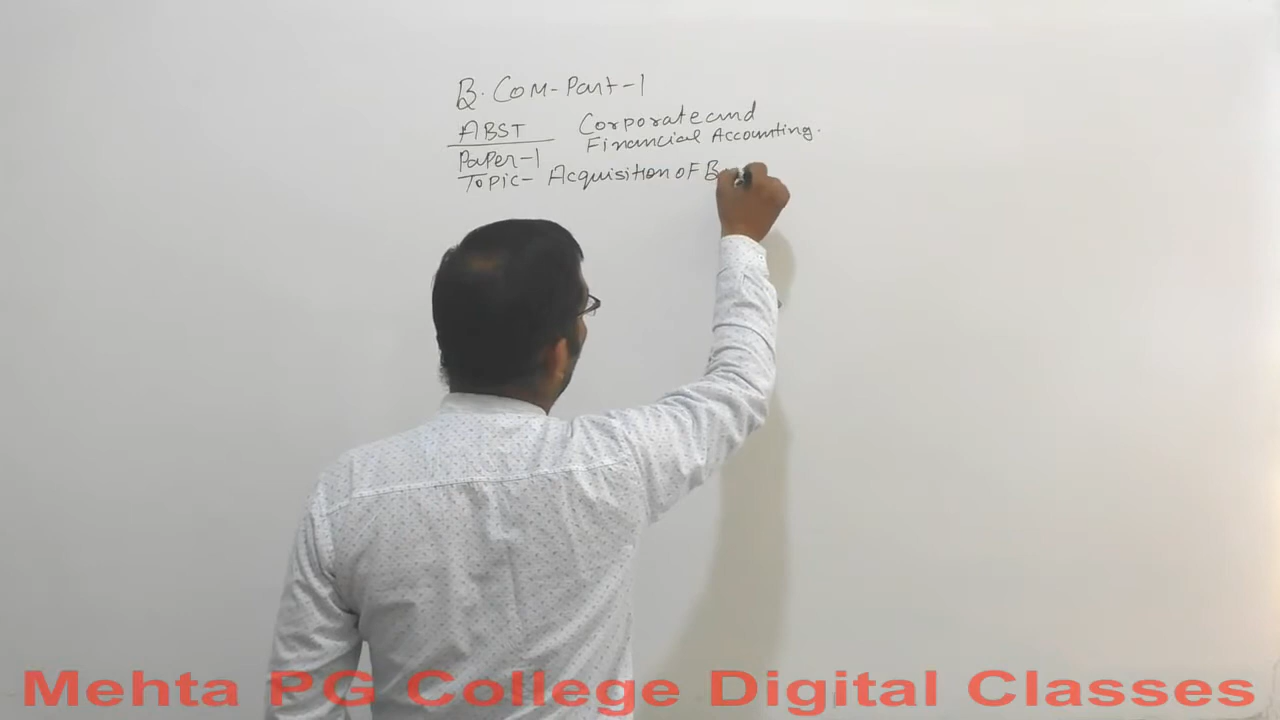 B.Com-Part-1
ABST Corporate and
Financial Accounting.
Paper-1
Topic- Acquisition of
Mehta PG College Digital Classes